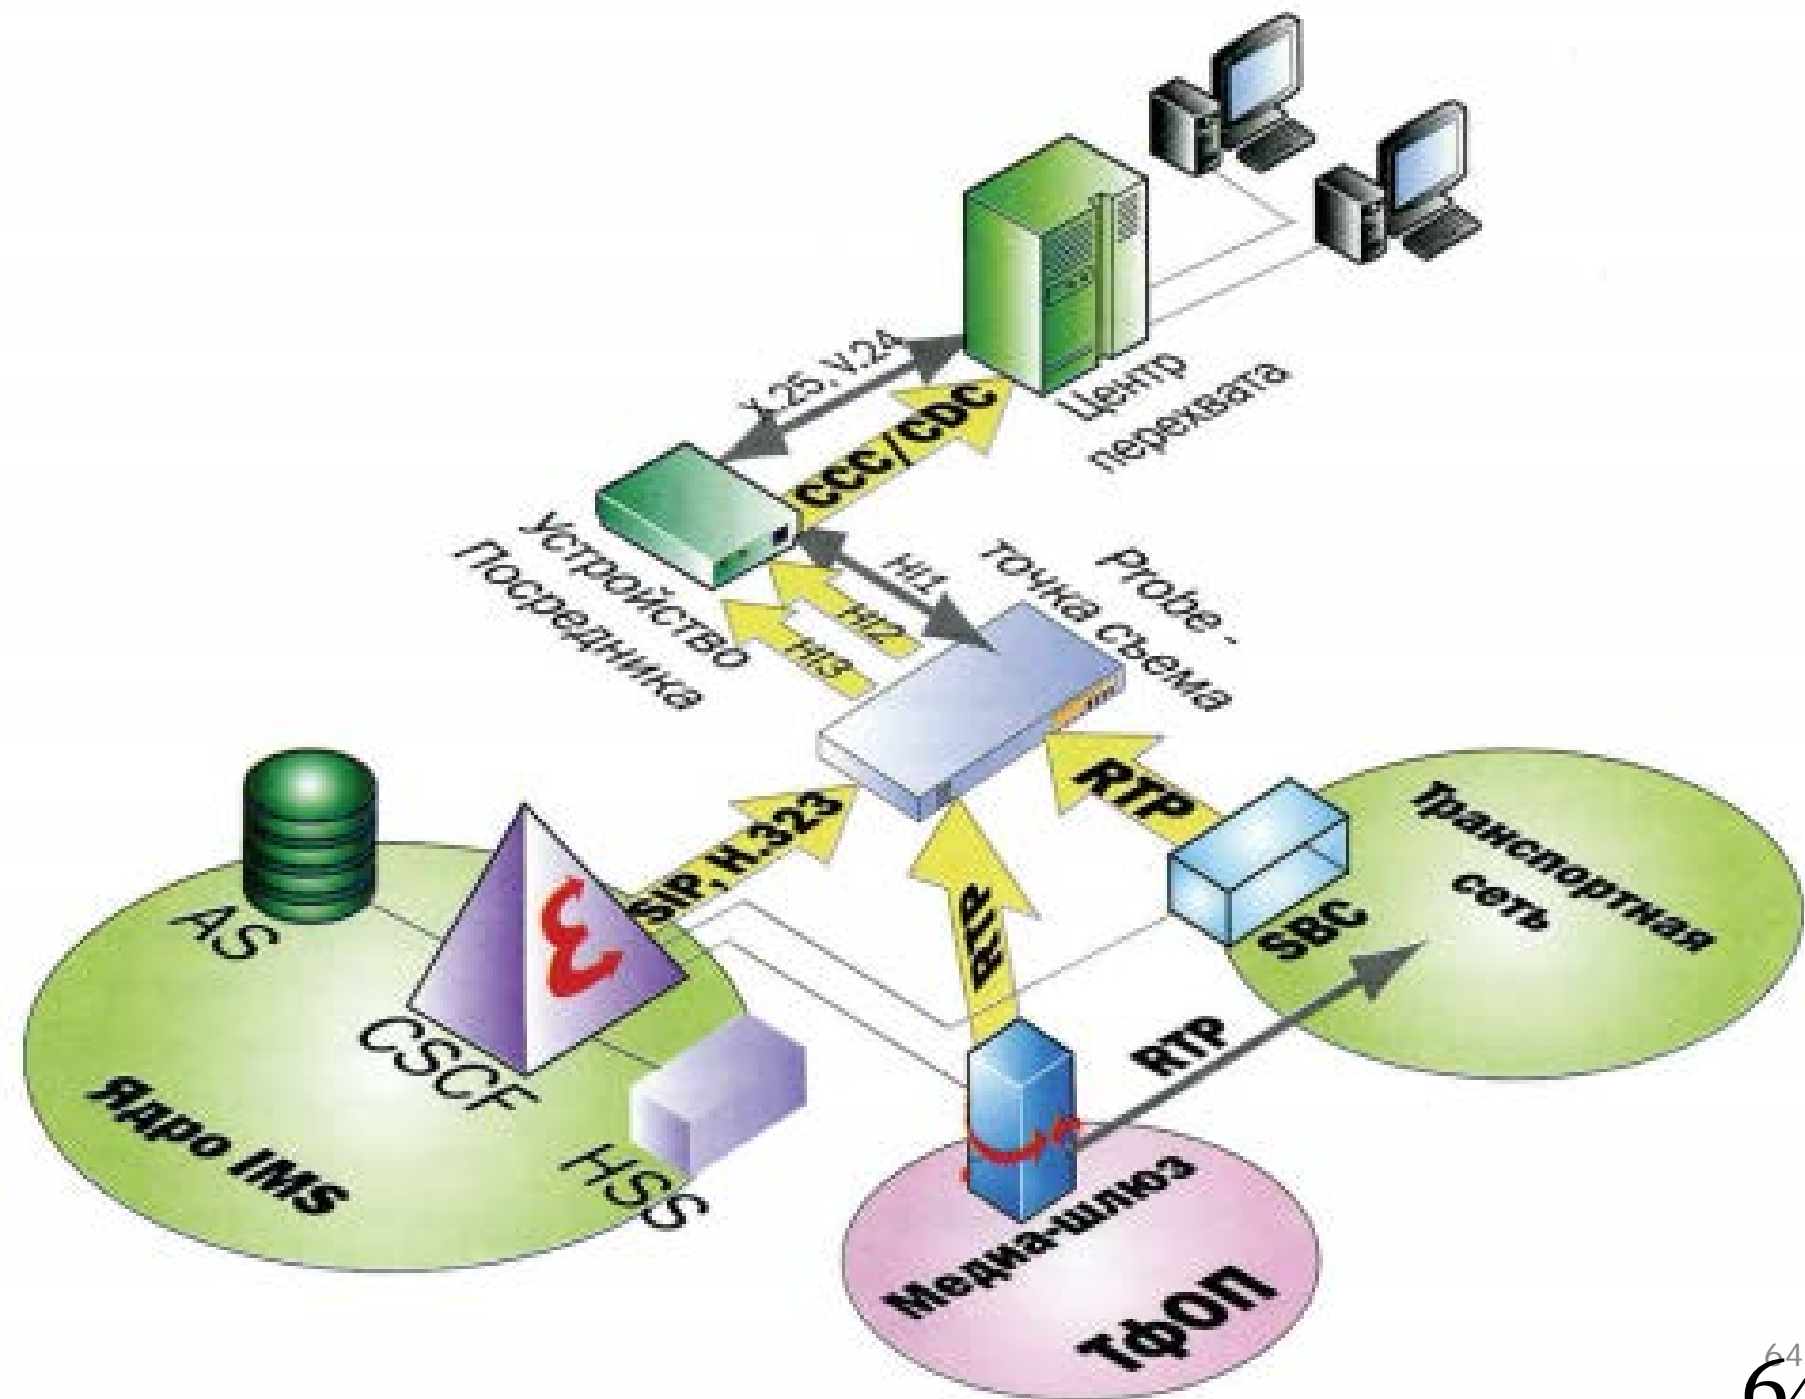 X.25, V.24
CCC/CDC
Центр
перехвата
Устройство
Посредника
HI1
HI2
HI3
Probe -
точка съема
SIP, H.323
RTP
RTP
RTP
AS
CSCF
HSS
Ядро IMS
SBC
Транспортная
сеть
Медиа-шлюз
ТфОП
64
64